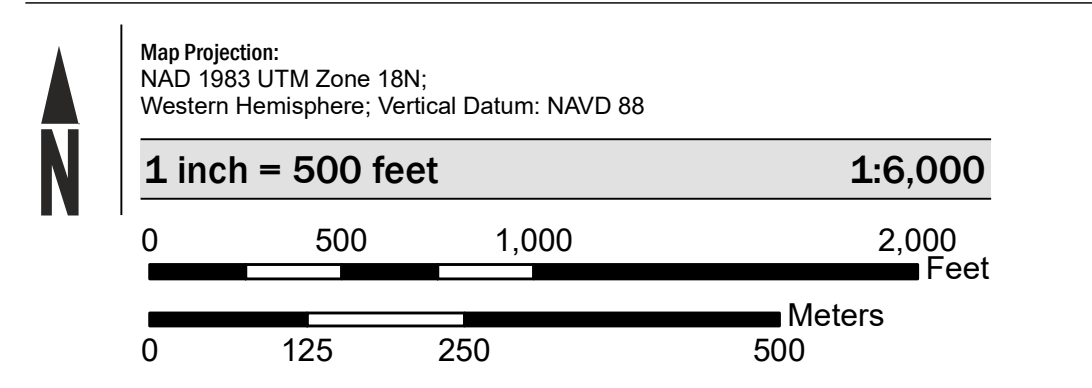 Map Projection:
NAD 1983 UTM Zone 18N;
Western Hemisphere; Vertical Datum: NAVD 88
N
1 inch = 500 feet 1:6,000
0 500 1,000 2,000
Feet
Meters
0 125 250 500